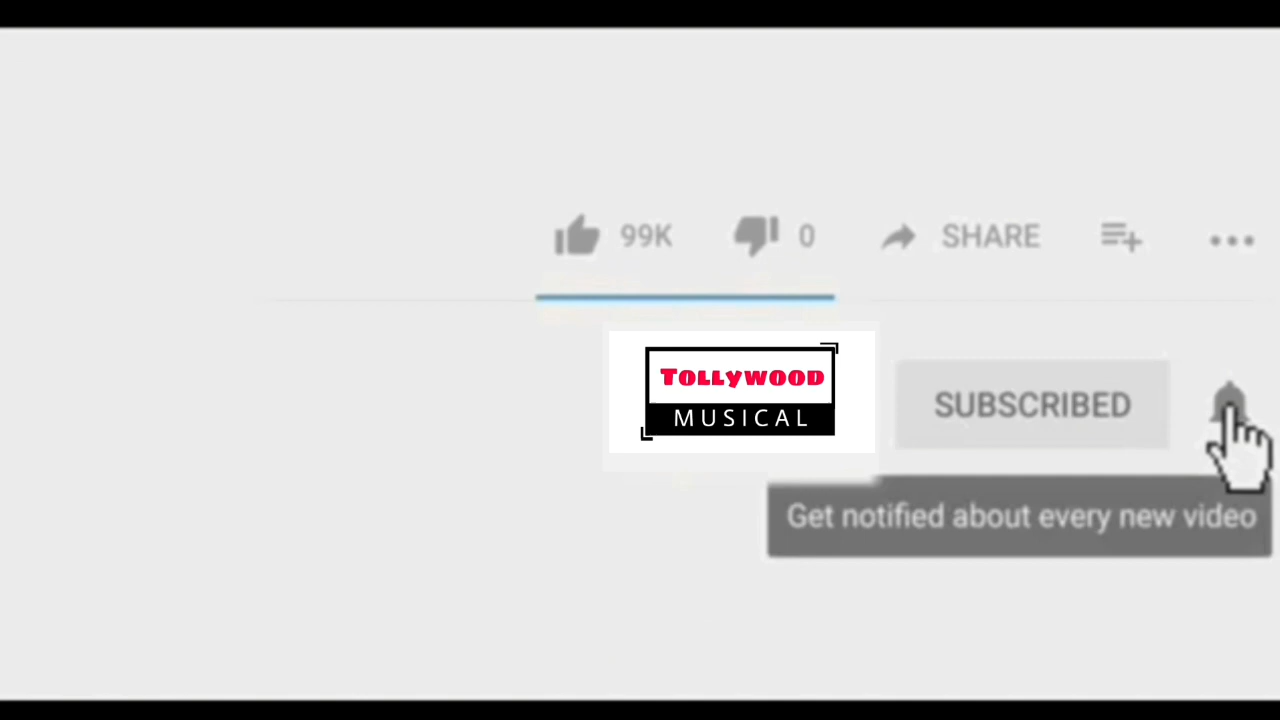 99K 0 SHARE
TOLLYWOOD
MUSICAL
SUBSCRIBED
Get notified about every new video